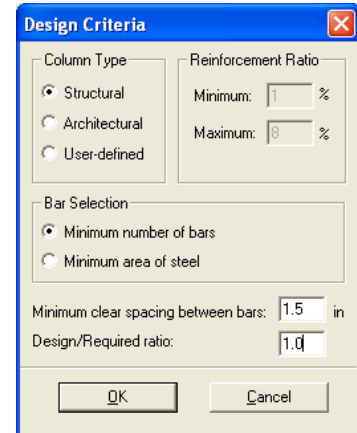 Design Criteria
Column Type
Structural
Architectural
User-defined
Reinforcement Ratio
Minimum: 1 %
Maximum: 8 %
Bar Selection
Minimum number of bars
Minimum area of steel
Minimum clear spacing between bars: 1.5 in
Design/Required ratio: 1.0
OK Cancel